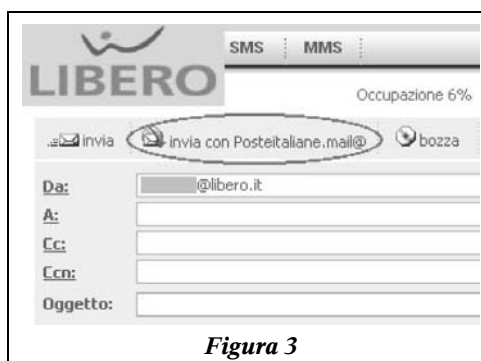 LIBERO
SMS MMS
Occupazione 6%
invia invia con Posteitaliane.mail@ bozza
Da: @libero.it
A:
Cc:
Ccn:
Oggetto:
Figura 3